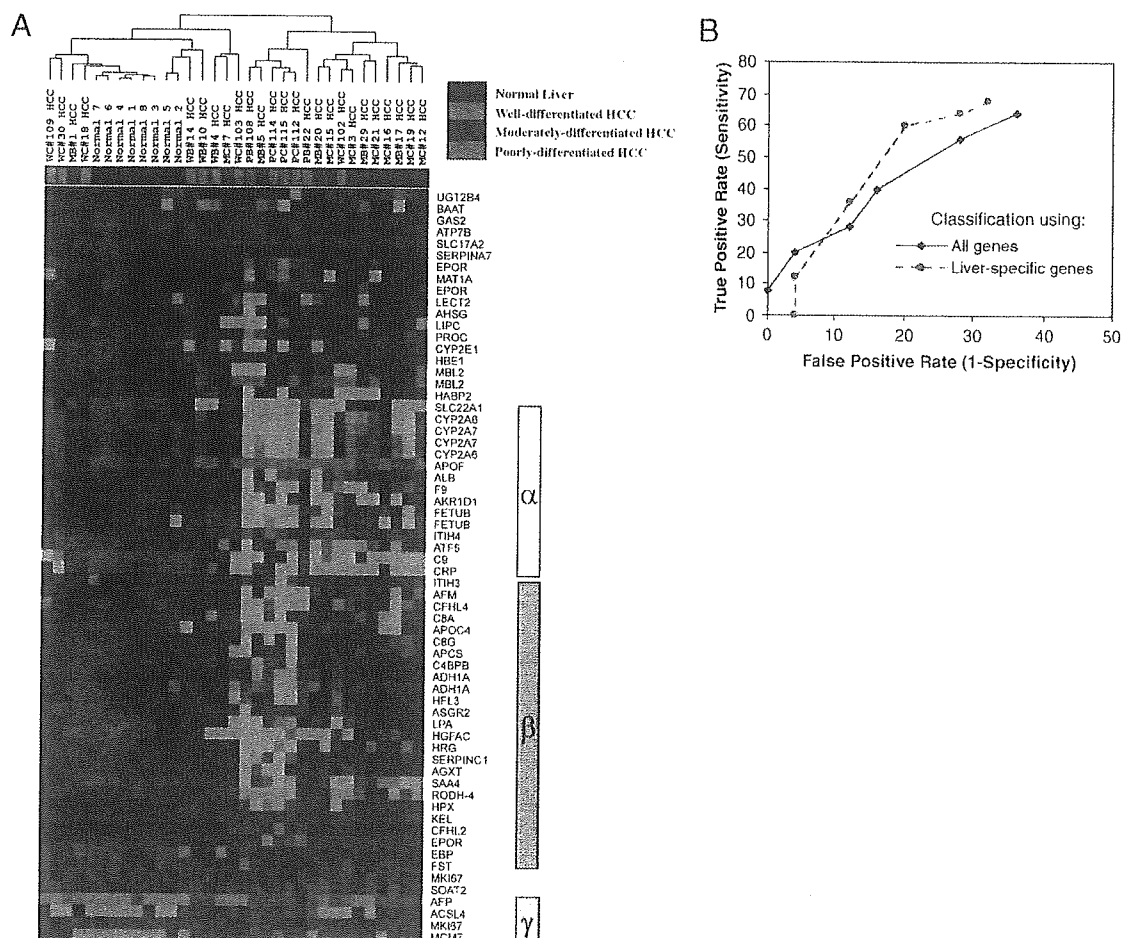 A
WC#109 HCC
WC#30 HCC
WB#1 HCC
WC#18 HCC
Normal 7
Normal 6
Normal 4
Normal 1
Normal 8
Normal 3
Normal 5
Normal 2
WB#14 HCC
WB#10 HCC
WB#4 HCC
MC#7 HCC
WC#103 HCC
PB#108 HCC
MB#5 HCC
PC#114 HCC
PC#115 HCC
PC#112 HCC
PB#22 HCC
MB#20 HCC
MC#15 HCC
WC#102 HCC
MC#3 HCC
MB#29 HCC
MC#21 HCC
MC#16 HCC
MB#17 HCC
MC#19 HCC
MC#12 HCC
Normal Liver
Well-differentiated HCC
Moderately-differentiated HCC
Poorly-differentiated HCC
UGT2B4
BAAT
GAS2
ATP7B
SLC17A2
SERPINA7
EPOR
MAT1A
EPOR
LECT2
AHSG
LIPC
PROC
CYP2E1
HBE1
MBL2
MBL2
HABP2
SLC22A1
CYP2A6
CYP2A7
CYP2A7
CYP2A6
APOF
ALB
F9
AKR1D1
FETUB
FETUB
ITIH4
ATF5
C9
CRP
ITIH3
AFM
CFHL4
C8A
APOC4
C8G
APCS
C4BPB
ADH1A
ADH1A
HFL3
ASGR2
LPA
HGFAC
HRG
SERPINC1
AGXT
SAA4
RODH-4
HPX
KEL
CFHL2
EPOR
EBP
FST
MKI67
SOAT2
AFP
ACSL4
MKI67
MCM7
α
β
γ
B
True Positive Rate (Sensitivity)
80
70
60
50
40
30
20
10
0
0 10 20 30 40 50
False Positive Rate (1-Specificity)
Classification using:
All genes
Liver-specific genes